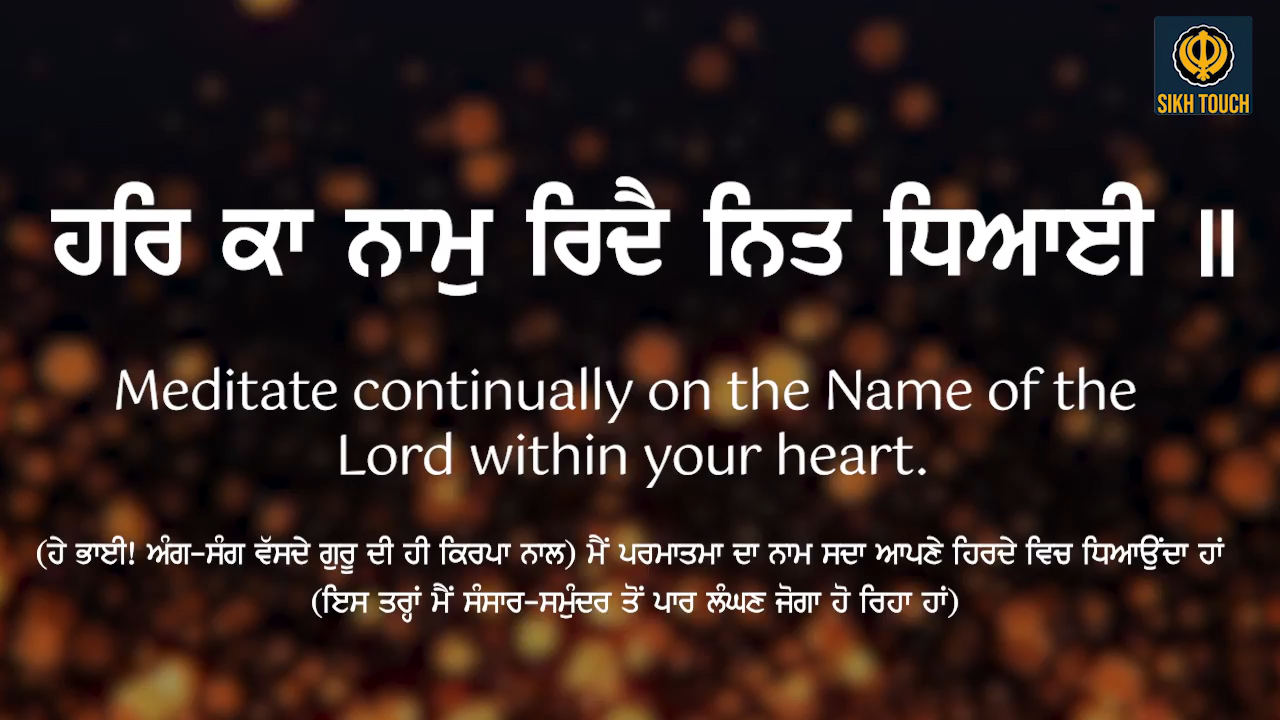 SIKH TOUCH
ਹਰਿ ਕਾ ਨਾਮੁ ਰਿਦੈ ਨਿਤ ਧਿਆਈ ॥
Meditate continually on the Name of the
Lord within your heart.
(ਹੇ ਭਾਈ! ਅੰਗ-ਸੰਗ ਵੱਸਦੇ ਗੁਰੂ ਦੀ ਹੀ ਕਿਰਪਾ ਨਾਲ) ਮੈਂ ਪਰਮਾਤਮਾ ਦਾ ਨਾਮ ਸਦਾ ਆਪਣੇ ਹਿਰਦੇ ਵਿਚ ਧਿਆਉਂਦਾ ਹਾਂ
(ਇਸ ਤਰ੍ਹਾਂ ਮੈਂ ਸੰਸਾਰ-ਸਮੁੰਦਰ ਤੋਂ ਪਾਰ ਲੰਘਣ ਜੋਗਾ ਹੋ ਰਿਹਾ ਹਾਂ)